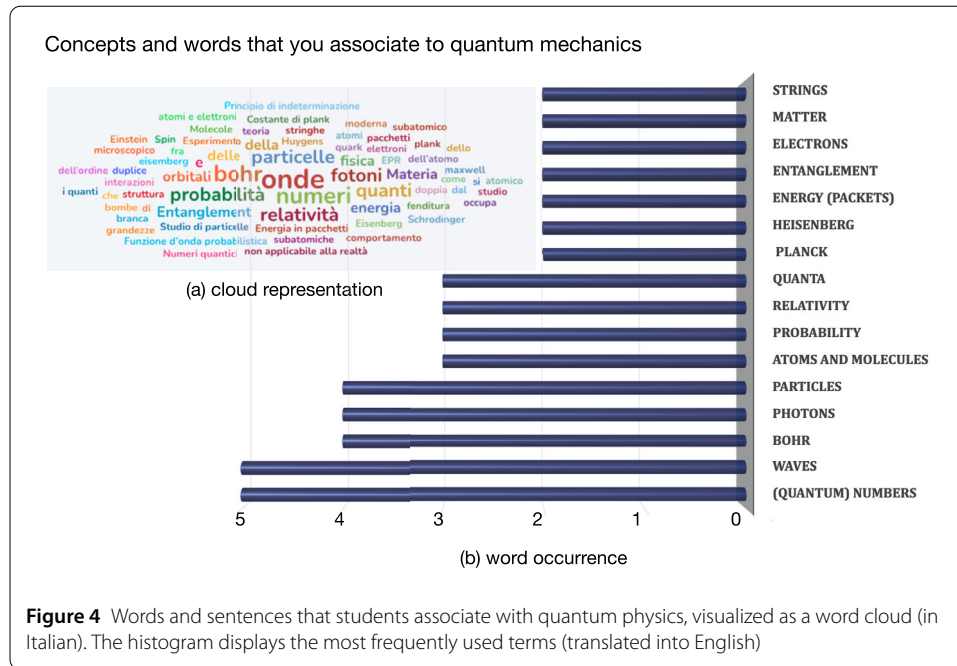 Concepts and words that you associate to quantum mechanics
Principio di indeterminazione
atomi e elettroni Costante di plank
Molecole teoria stringhe moderna subatomico
Einstein Spin Esperimento della Huygens atomi pacchetti
microscopico fra delle quark elettroni plank dello
eisemberg e particelle fisica EPR dell'atomo
dell'ordine duplice orbitali bohr onde fotoni Materia maxwell
interazioni come si atomico
i quanti che struttura probabilità numeri quanti doppia dal studio
bombe di Entanglement relatività energia fenditura occupa
branca Schrodinger
grandezze Studio di particelle Energia in pacchetti Eisenberg
Funzione d'onda probabilistica subatomiche comportamento
Numeri quantici non applicabile alla realtà
(a) cloud representation
STRINGS
MATTER
ELECTRONS
ENTANGLEMENT
ENERGY (PACKETS)
HEISENBERG
PLANCK
QUANTA
RELATIVITY
PROBABILITY
ATOMS AND MOLECULES
PARTICLES
PHOTONS
BOHR
WAVES
(QUANTUM) NUMBERS
5 4 3 2 1 0
(b) word occurrence
Figure 4 Words and sentences that students associate with quantum physics, visualized as a word cloud (in
Italian). The histogram displays the most frequently used terms (translated into English)